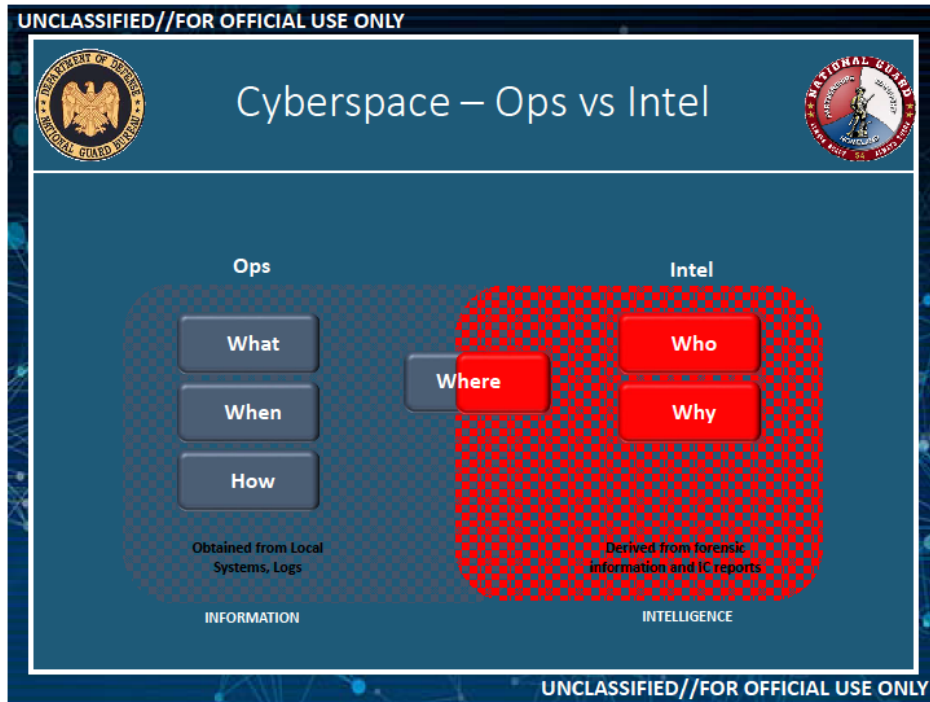 UNCLASSIFIED//FOR OFFICIAL USE ONLY
DEPARTMENT OF DEFENSE
NATIONAL GUARD BUREAU
Cyberspace – Ops vs Intel
NATIONAL GUARD
HOMELAND
54
Ops
Intel
What
When
How
Where
Who
Why
Obtained from Local
Systems, Logs
Derived from forensic
information and IC reports
INFORMATION
INTELLIGENCE
UNCLASSIFIED//FOR OFFICIAL USE ONLY